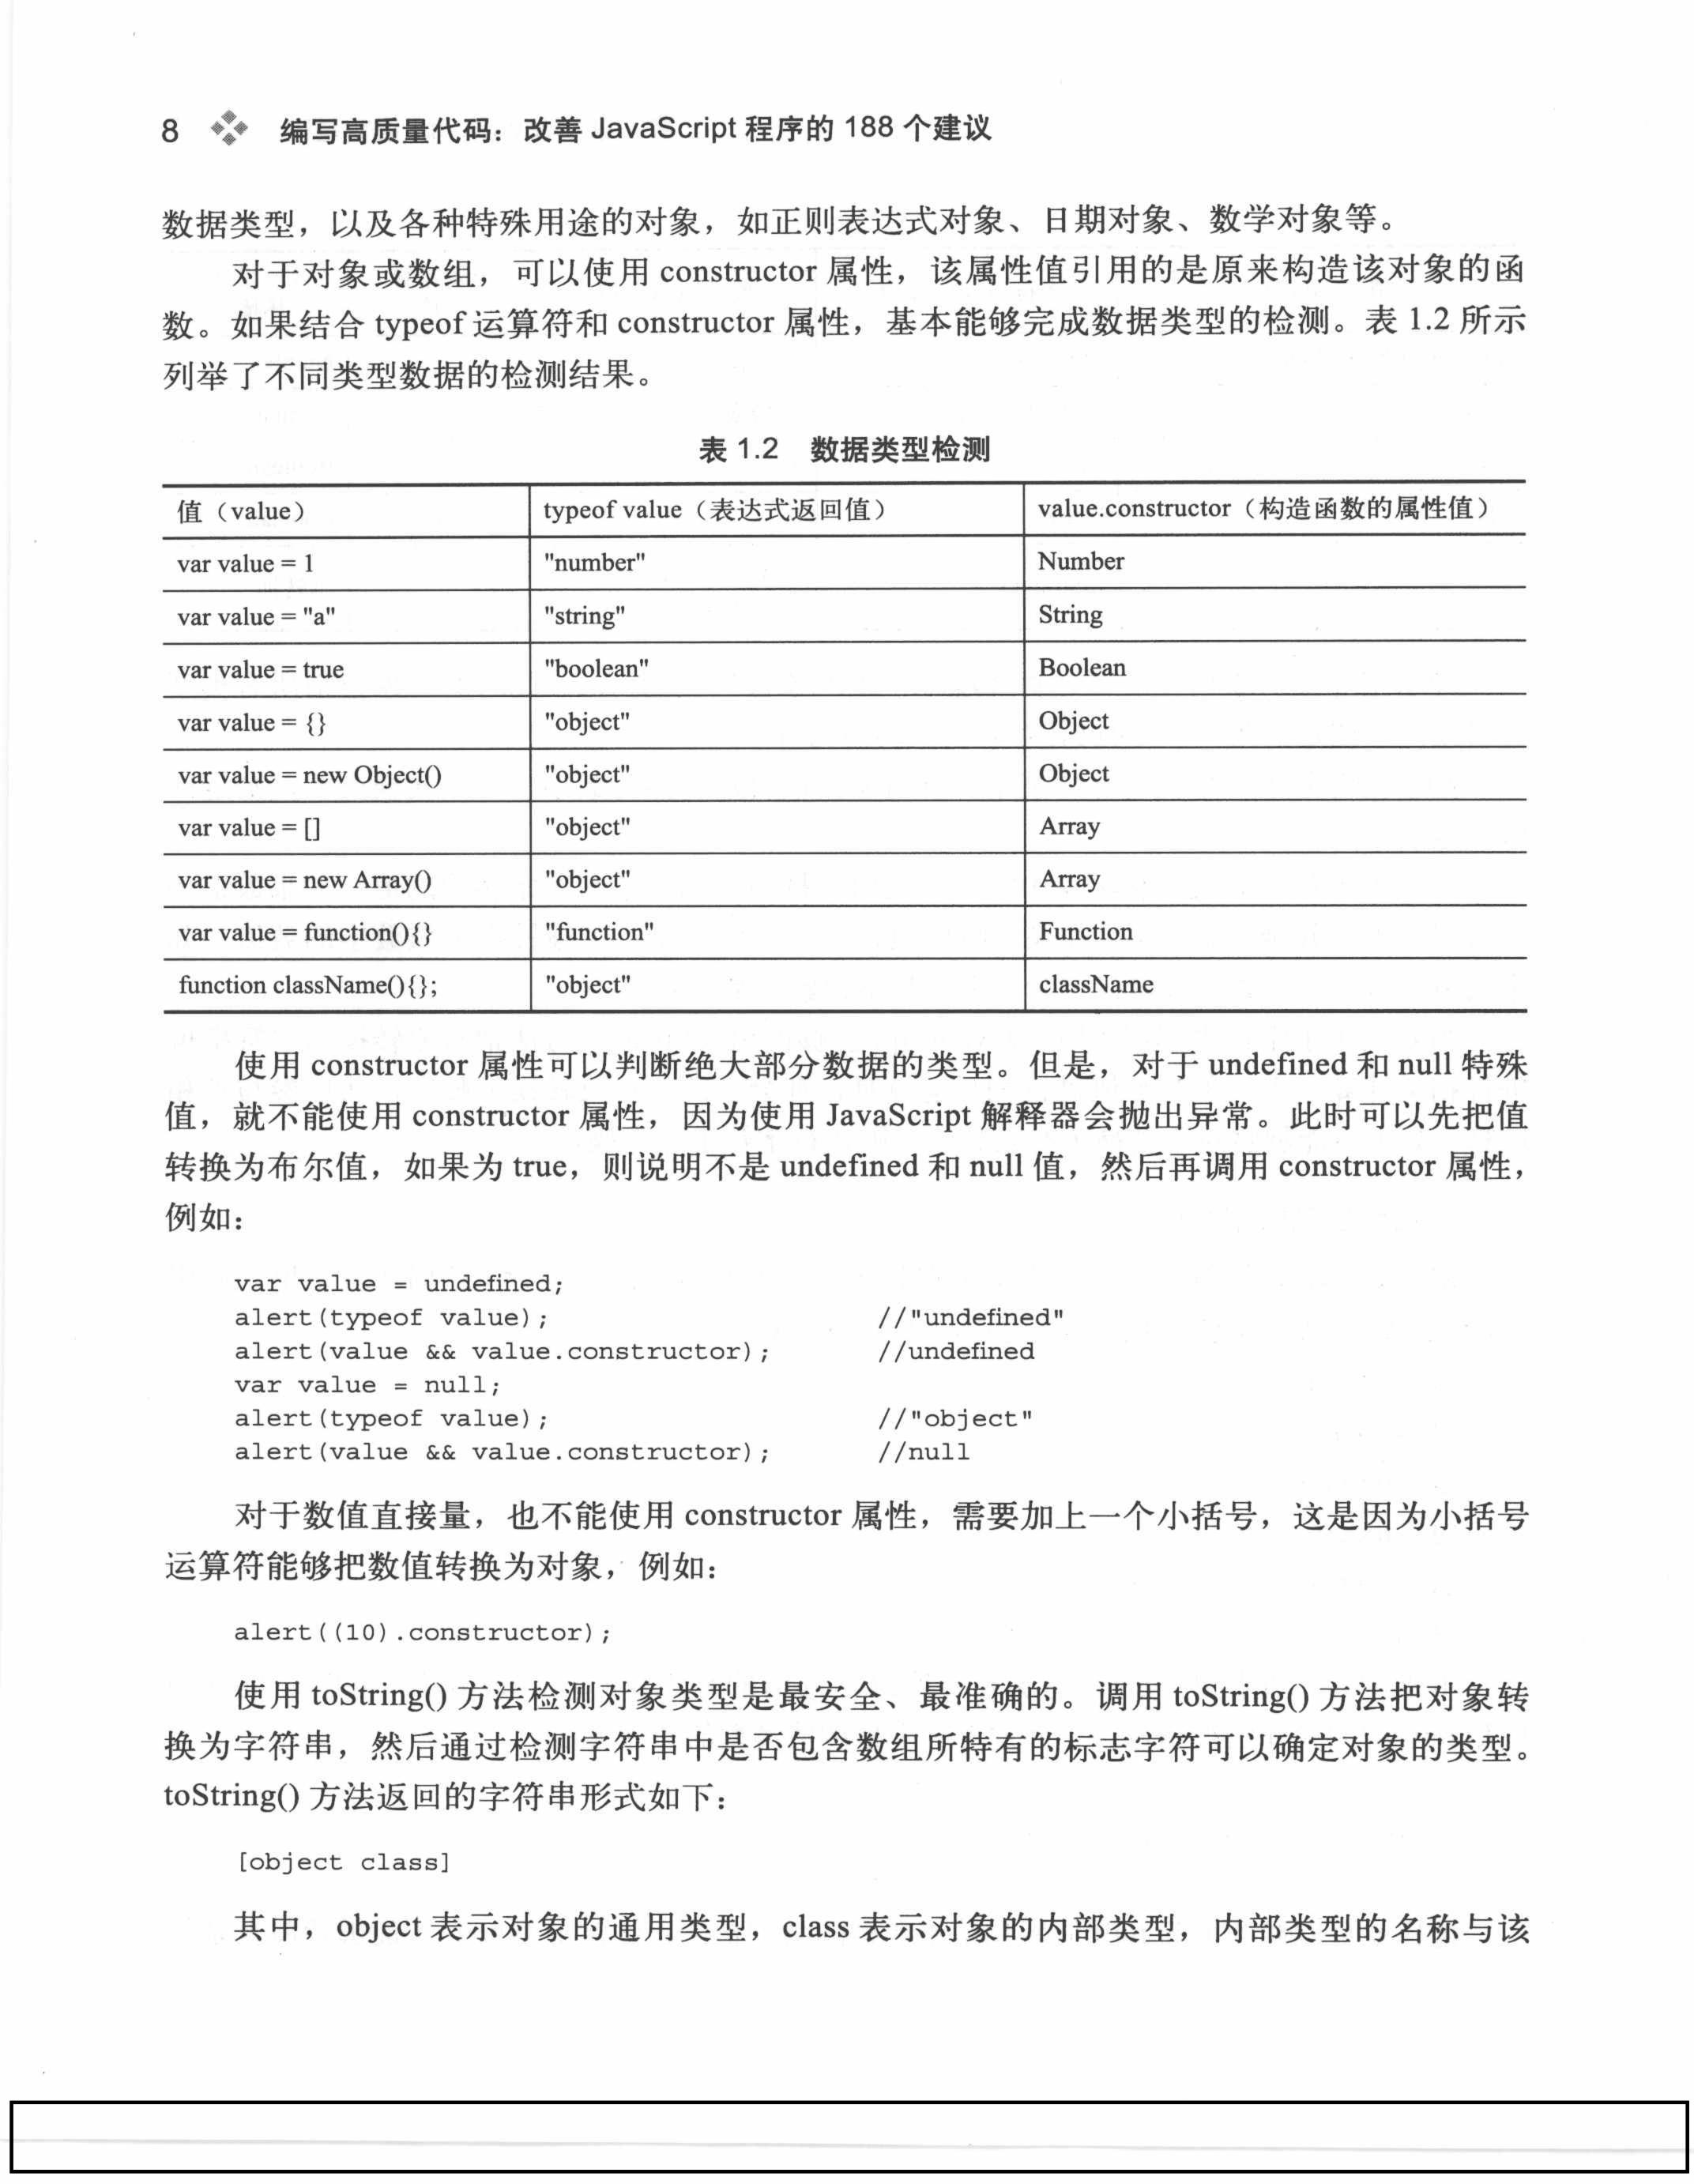 8 编写高质量代码：改善 JavaScript 程序的 188 个建议
数据类型，以及各种特殊用途的对象，如正则表达式对象、日期对象、数学对象等。
对于对象或数组，可以使用 constructor 属性，该属性值引用的是原来构造该对象的函
数。如果结合 typeof 运算符和 constructor 属性，基本能够完成数据类型的检测。表 1.2 所示
列举了不同类型数据的检测结果。
表 1.2 数据类型检测
值（value） typeof value（表达式返回值） value.constructor（构造函数的属性值）
var value = 1 "number" Number
var value = "a" "string" String
var value = true "boolean" Boolean
var value = {} "object" Object
var value = new Object() "object" Object
var value = [] "object" Array
var value = new Array() "object" Array
var value = function(){} "function" Function
function className(){}; "object" className
使用 constructor 属性可以判断绝大部分数据的类型。但是，对于 undefined 和 null 特殊
值，就不能使用 constructor 属性，因为使用 JavaScript 解释器会抛出异常。此时可以先把值
转换为布尔值，如果为 true，则说明不是 undefined 和 null 值，然后再调用 constructor 属性，
例如：
var value = undefined;
alert(typeof value); //"undefined"
alert(value && value.constructor); //undefined
var value = null;
alert(typeof value); //"object"
alert(value && value.constructor); //null
对于数值直接量，也不能使用 constructor 属性，需要加上一个小括号，这是因为小括号
运算符能够把数值转换为对象，例如：
alert((10).constructor);
使用 toString() 方法检测对象类型是最安全、最准确的。调用 toString() 方法把对象转
换为字符串，然后通过检测字符串中是否包含数组所特有的标志字符可以确定对象的类型。
toString() 方法返回的字符串形式如下：
[object class]
其中，object 表示对象的通用类型，class 表示对象的内部类型，内部类型的名称与该